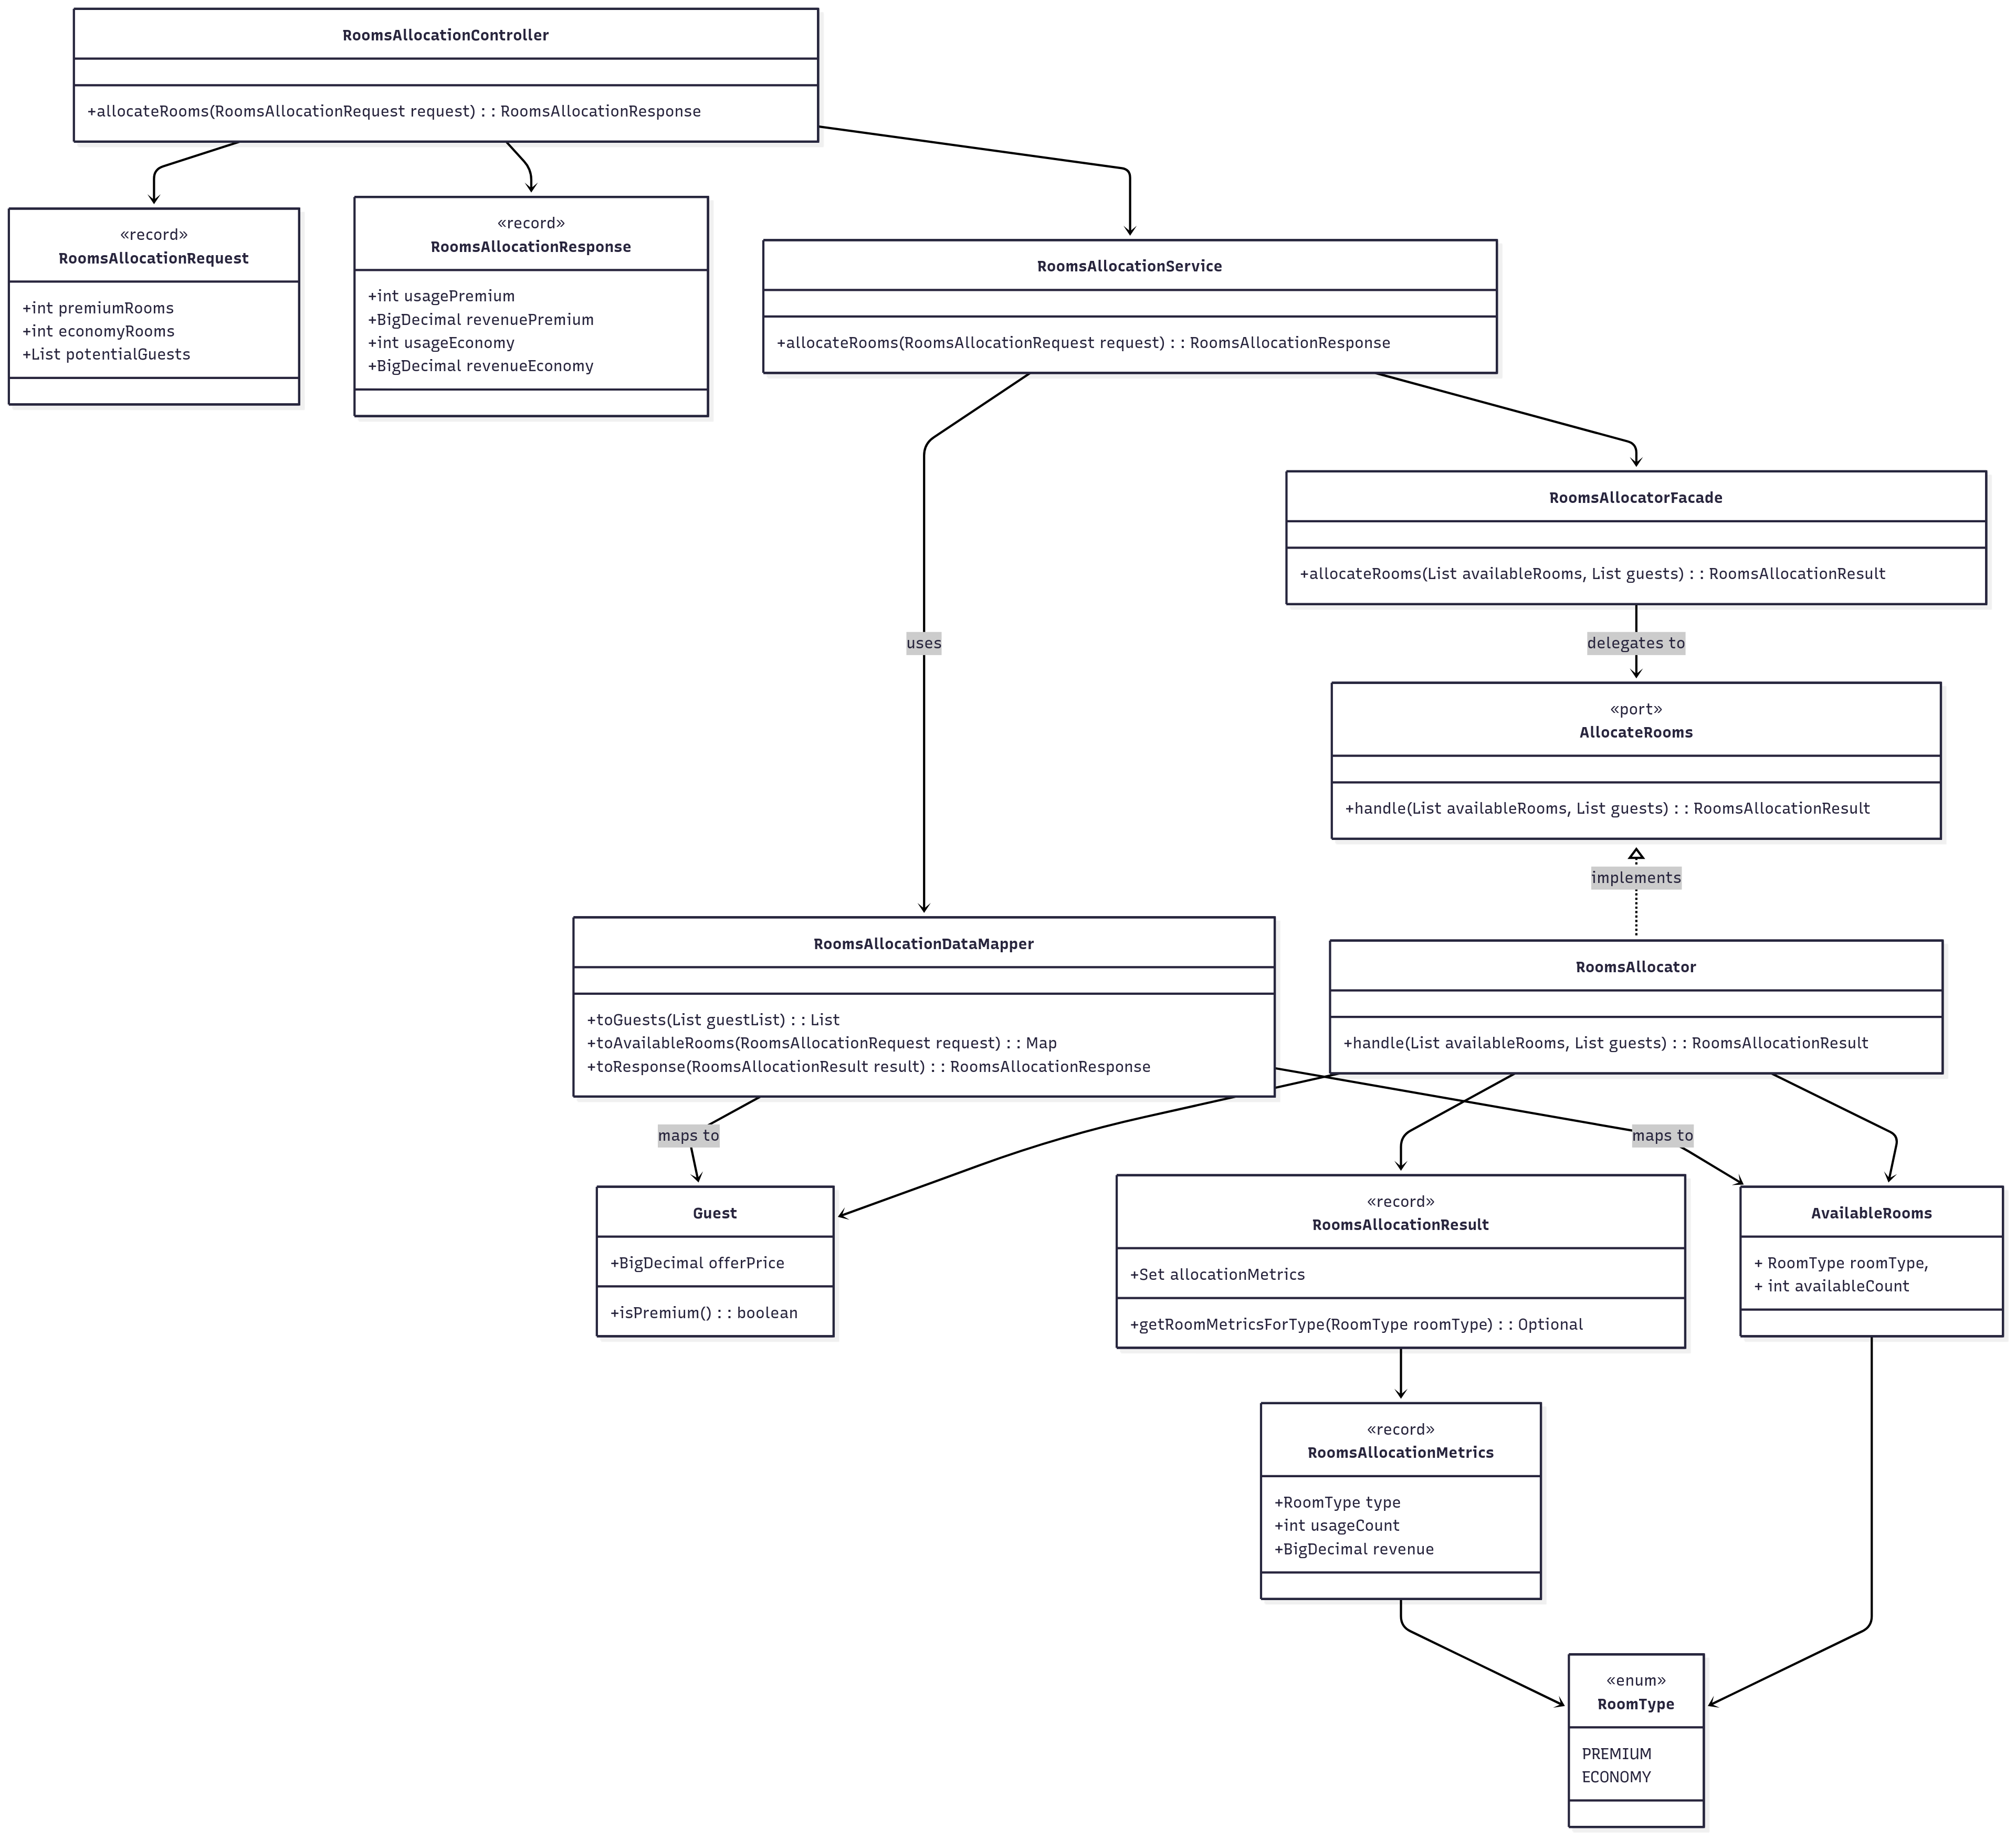 RoomsAllocationController
+allocateRooms(RoomsAllocationRequest request) : : RoomsAllocationResponse
«record»
RoomsAllocationRequest
+int premiumRooms
+int economyRooms
+List potentialGuests
«record»
RoomsAllocationResponse
+int usagePremium
+BigDecimal revenuePremium
+int usageEconomy
+BigDecimal revenueEconomy
RoomsAllocationService
+allocateRooms(RoomsAllocationRequest request) : : RoomsAllocationResponse
RoomsAllocatorFacade
+allocateRooms(List availableRooms, List guests) : : RoomsAllocationResult
uses
delegates to
«port»
AllocateRooms
+handle(List availableRooms, List guests) : : RoomsAllocationResult
implements
RoomsAllocationDataMapper
+toGuests(List guestList) : : List
+toAvailableRooms(RoomsAllocationRequest request) : : Map
+toResponse(RoomsAllocationResult result) : : RoomsAllocationResponse
RoomsAllocator
+handle(List availableRooms, List guests) : : RoomsAllocationResult
maps to
maps to
Guest
+BigDecimal offerPrice
+isPremium() : : boolean
«record»
RoomsAllocationResult
+Set allocationMetrics
+getRoomMetricsForType(RoomType roomType) : : Optional
AvailableRooms
+ RoomType roomType,
+ int availableCount
«record»
RoomsAllocationMetrics
+RoomType type
+int usageCount
+BigDecimal revenue
«enum»
RoomType
PREMIUM
ECONOMY